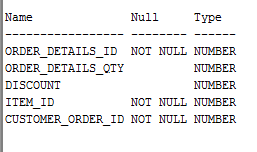 Name              Null     Type
----------------- -------- ------
ORDER_DETAILS_ID  NOT NULL NUMBER
ORDER_DETAILS_QTY          NUMBER
DISCOUNT                   NUMBER
ITEM_ID           NOT NULL NUMBER
CUSTOMER_ORDER_ID NOT NULL NUMBER